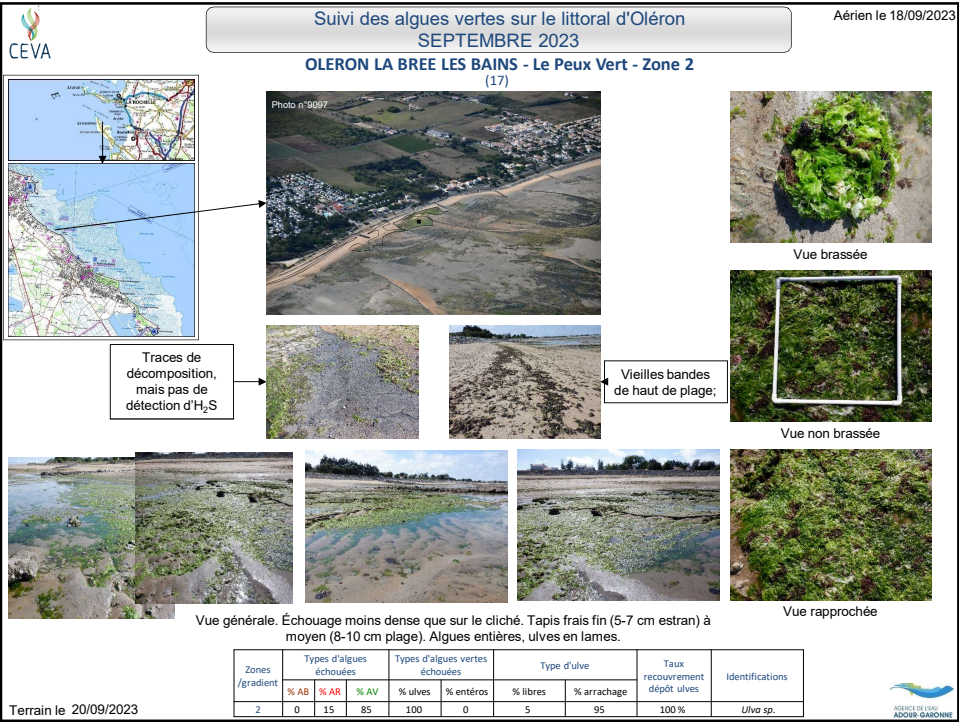 CEVA
Suivi des algues vertes sur le littoral d'Oléron
SEPTEMBRE 2023
Aérien le 18/09/2023
OLERON LA BREE LES BAINS - Le Peux Vert - Zone 2
(17)
Photo n°9097
LA ROCHELLE
Vue brassée
Traces de
décomposition,
mais pas de
détection d'H₂S
Vieilles bandes
de haut de plage;
Vue non brassée
Vue rapprochée
Vue générale. Échouage moins dense que sur le cliché. Tapis frais fin (5-7 cm estran) à
moyen (8-10 cm plage). Algues entières, ulves en lames.
Zones /gradient | Types d'algues échouées | Types d'algues vertes échouées | Type d'ulve | Taux recouvrement dépôt ulves | Identifications
% AB | % AR | % AV | % ulves | % entéros | % libres | % arrachage
2 | 0 | 15 | 85 | 100 | 0 | 5 | 95 | 100 % | Ulva sp.
Terrain le 20/09/2023
AGENCE DE L'EAU
ADOUR-GARONNE